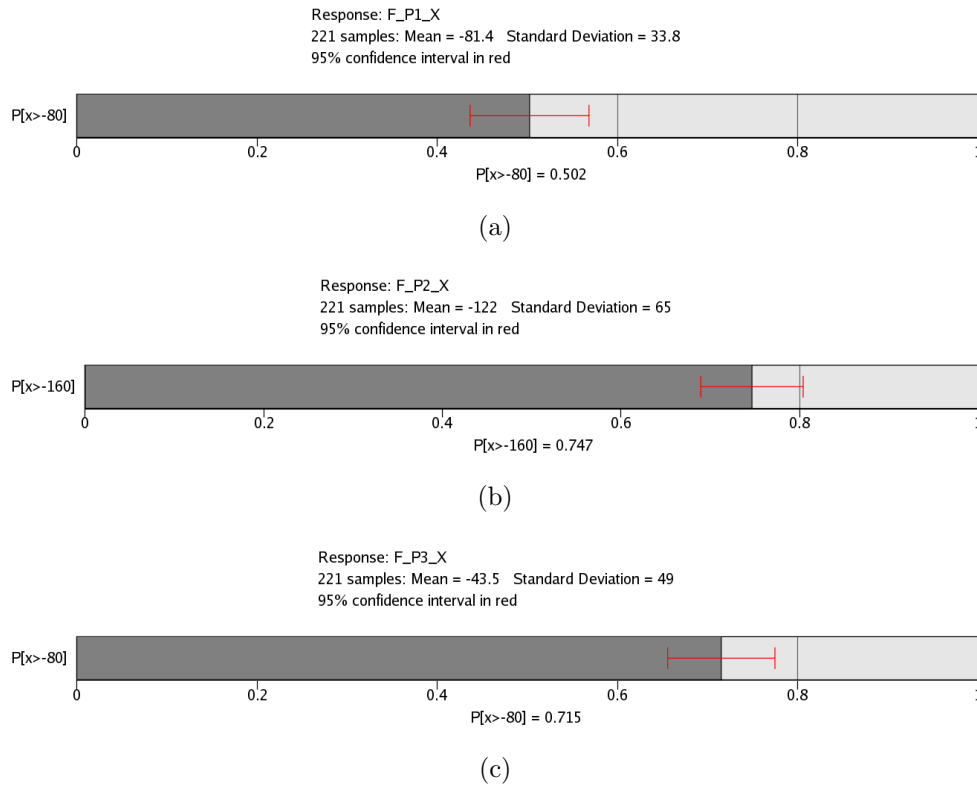 Response: F_P1_X
221 samples: Mean = -81.4 Standard Deviation = 33.8
95% confidence interval in red
P[x>-80]
0 0.2 0.4 0.6 0.8 1
P[x>-80] = 0.502
(a)
Response: F_P2_X
221 samples: Mean = -122 Standard Deviation = 65
95% confidence interval in red
P[x>-160]
0 0.2 0.4 0.6 0.8 1
P[x>-160] = 0.747
(b)
Response: F_P3_X
221 samples: Mean = -43.5 Standard Deviation = 49
95% confidence interval in red
P[x>-80]
0 0.2 0.4 0.6 0.8 1
P[x>-80] = 0.715
(c)